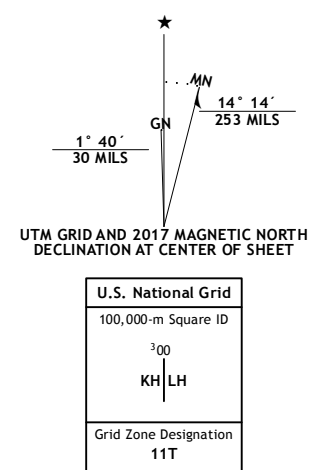 ★
MN
GN
14° 14´
253 MILS
1° 40´
30 MILS
UTM GRID AND 2017 MAGNETIC NORTH
DECLINATION AT CENTER OF SHEET
U.S. National Grid
100,000-m Square ID
³00
KH LH
Grid Zone Designation
11T